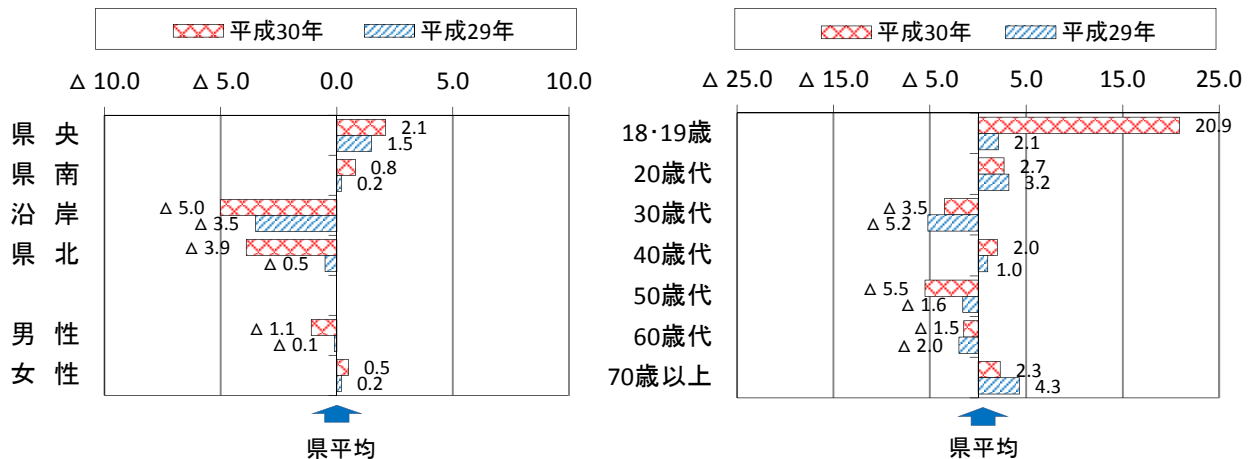 平成30年 平成29年
△ 10.0 △ 5.0 0.0 5.0 10.0
県 央 2.1
1.5
県 南 0.8
0.2
沿 岸 △ 5.0
△ 3.5
県 北 △ 3.9
△ 0.5
男 性 △ 1.1
△ 0.1
女 性 0.5
0.2
県平均
平成30年 平成29年
△ 25.0 △ 15.0 △ 5.0 5.0 15.0 25.0
18・19歳 20.9
2.1
20歳代 2.7
3.2
30歳代 △ 3.5
△ 5.2
40歳代 2.0
1.0
50歳代 △ 5.5
△ 1.6
60歳代 △ 1.5
△ 2.0
70歳以上 2.3
4.3
県平均